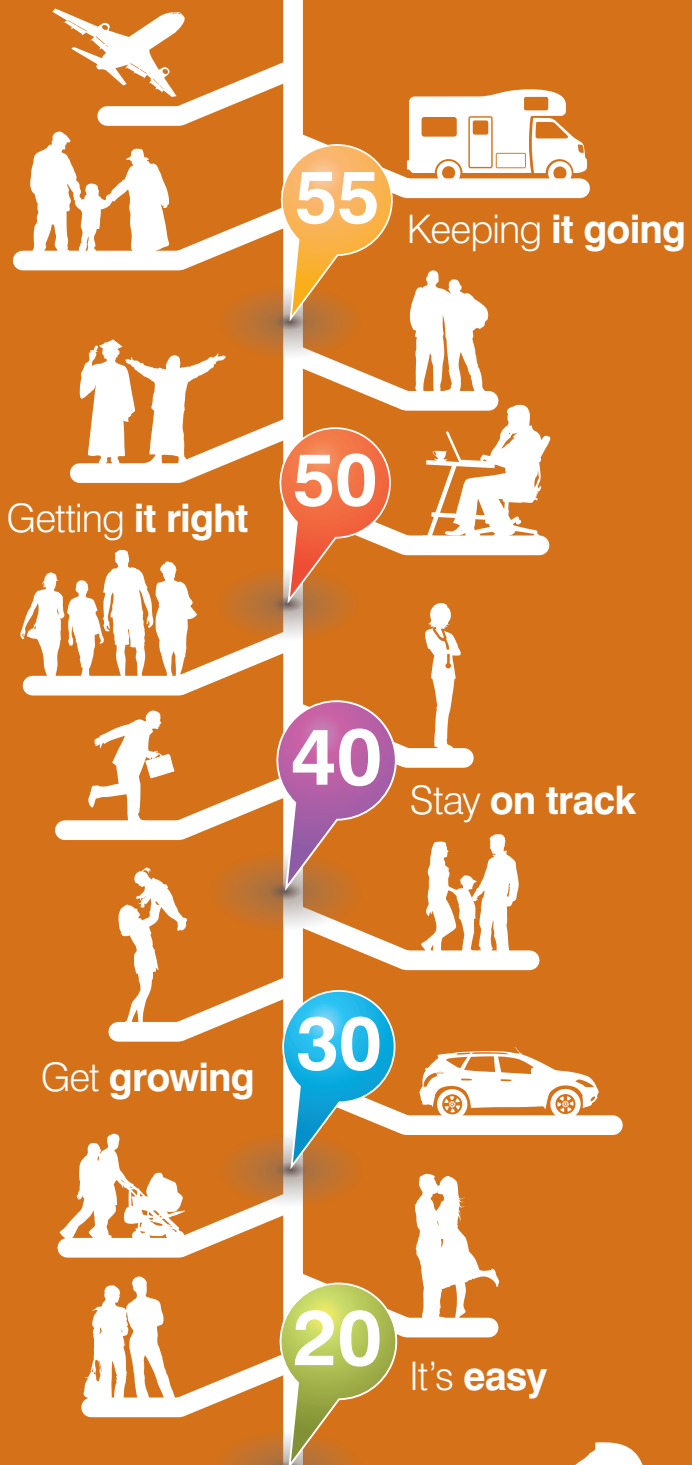 55
Keeping it going
50
Getting it right
40
Stay on track
30
Get growing
20
It's easy